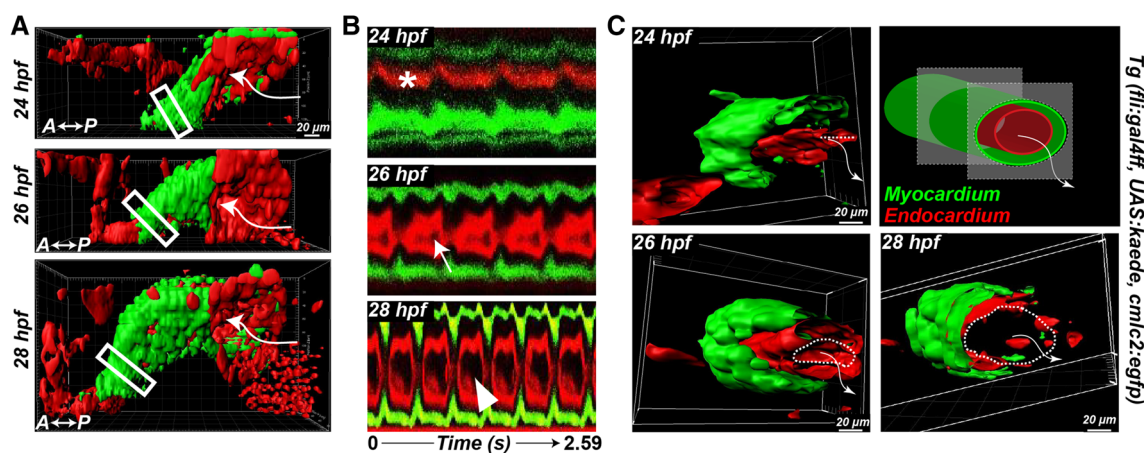 A
24 hpf
A↔P
20 µm
26 hpf
A↔P
28 hpf
A↔P
B
24 hpf
*
26 hpf
28 hpf
0 Time (s) 2.59
C
24 hpf
20 µm
Myocardium
Endocardium
26 hpf
20 µm
28 hpf
20 µm
Tg (fli:gal4ff, UAS:kaede, cmlc2:egfp)